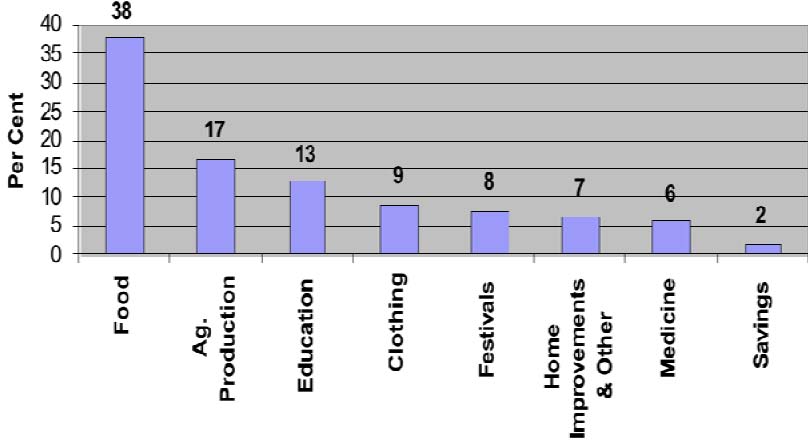 Per Cent
40
35
30
25
20
15
10
5
0
38
17
13
9
8
7
6
2
Food
Ag.
Production
Education
Clothing
Festivals
Home
Improvements
& Other
Medicine
Savings